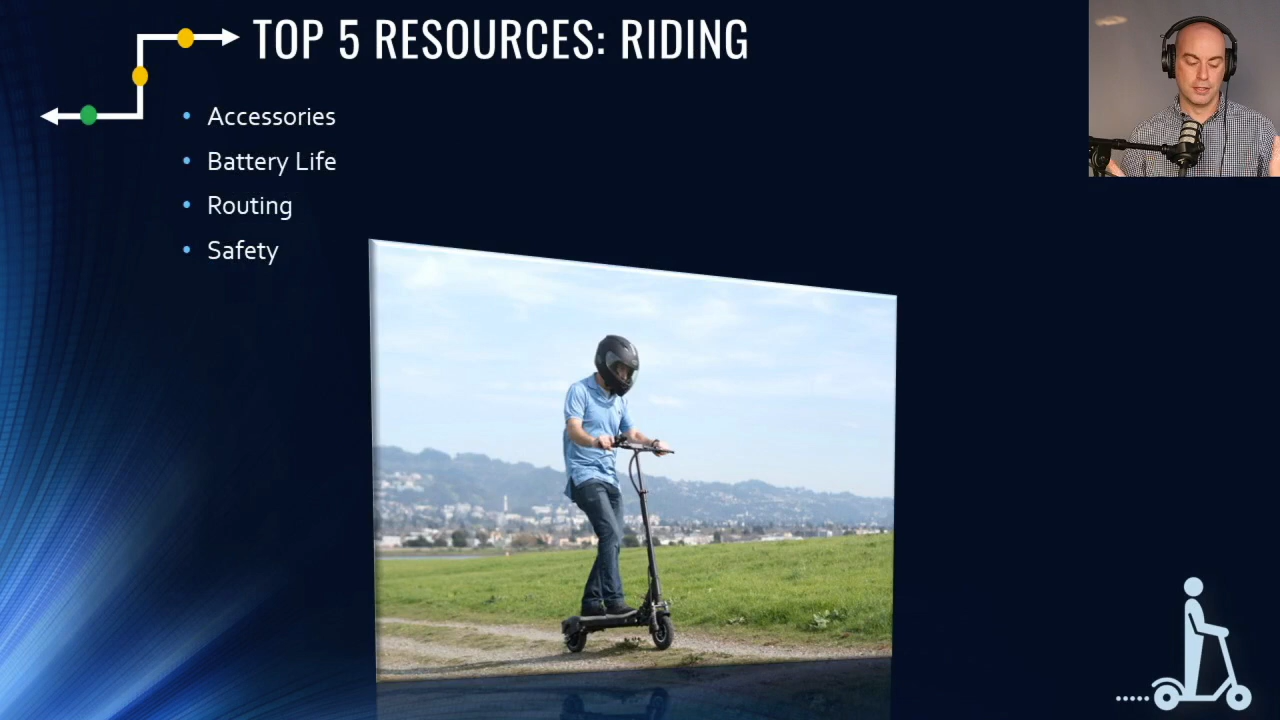 TOP 5 RESOURCES: RIDING
Accessories
Battery Life
Routing
Safety